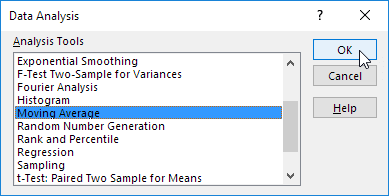 Data Analysis
?
Analysis Tools
Exponential Smoothing
F-Test Two-Sample for Variances
Fourier Analysis
Histogram
Moving Average
Random Number Generation
Rank and Percentile
Regression
Sampling
t-Test: Paired Two Sample for Means
OK
Cancel
Help